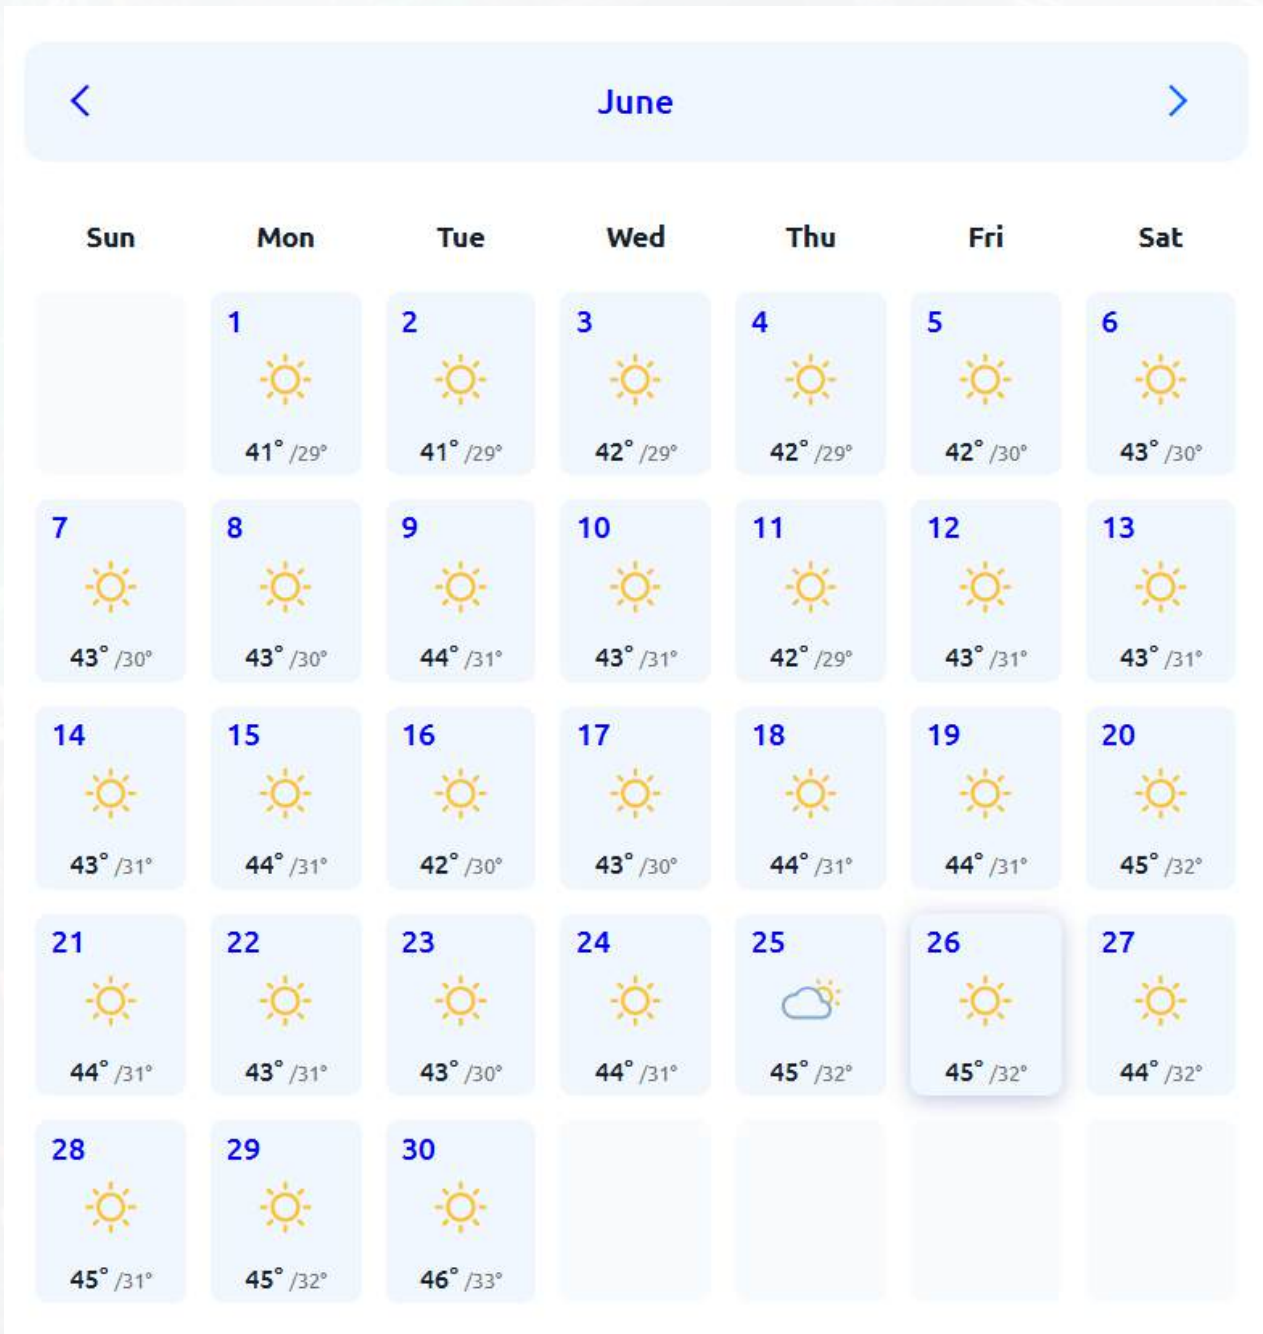 June
Sun Mon Tue Wed Thu Fri Sat
1 2 3 4 5 6
41° /29° 41° /29° 42° /29° 42° /29° 42° /30° 43° /30°
7 8 9 10 11 12 13
43° /30° 43° /30° 44° /31° 43° /31° 42° /29° 43° /31° 43° /31°
14 15 16 17 18 19 20
43° /31° 44° /31° 42° /30° 43° /30° 44° /31° 44° /31° 45° /32°
21 22 23 24 25 26 27
44° /31° 43° /31° 43° /30° 44° /31° 45° /32° 45° /32° 44° /32°
28 29 30
45° /31° 45° /32° 46° /33°